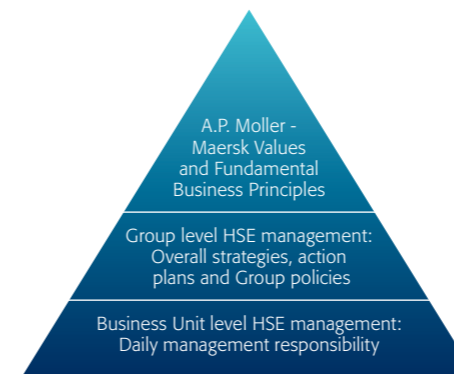 A.P. Moller -
Maersk Values
and Fundamental
Business Principles
Group level HSE management:
Overall strategies, action
plans and Group policies
Business Unit level HSE management:
Daily management responsibility